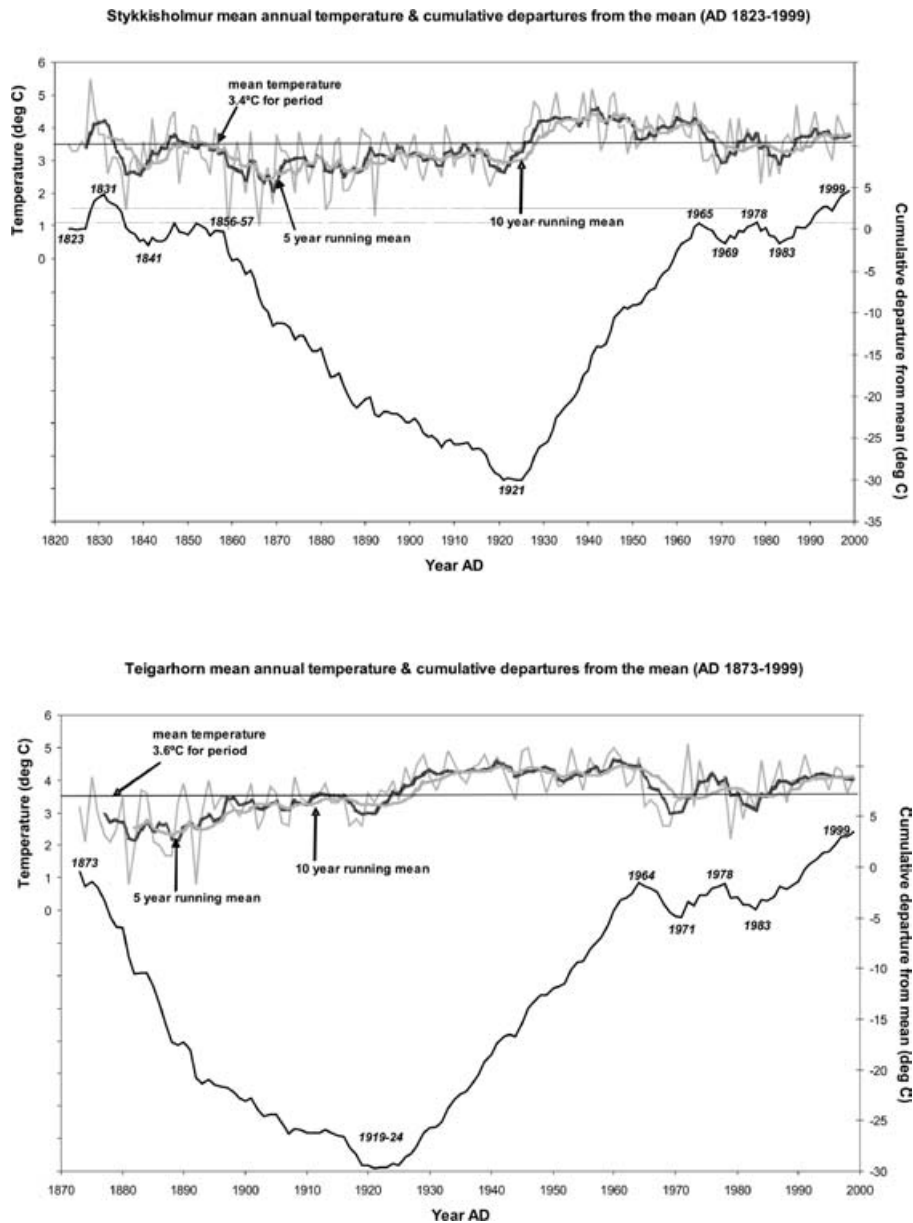 Stykkisholmur mean annual temperature & cumulative departures from the mean (AD 1823-1999)
Temperature (deg C)
6
5
4
3
2
1
0
mean temperature
3.4ºC for period
1831
1823
1841
1856-57
5 year running mean
10 year running mean
1921
1965
1969
1978
1983
1999
5
0
-5
-10
-15
-20
-25
-30
-35
Cumulative departure from mean (deg C)
1820 1830 1840 1850 1860 1870 1880 1890 1900 1910 1920 1930 1940 1950 1960 1970 1980 1990 2000
Year AD
Teigarhorn mean annual temperature & cumulative departures from the mean (AD 1873-1999)
Temperature (deg C)
6
5
4
3
2
1
0
mean temperature
3.6ºC for period
1873
5 year running mean
10 year running mean
1919-24
1964
1971
1978
1983
1999
5
0
-5
-10
-15
-20
-25
-30
Cumulative departure from mean (deg C)
1870 1880 1890 1900 1910 1920 1930 1940 1950 1960 1970 1980 1990 2000
Year AD